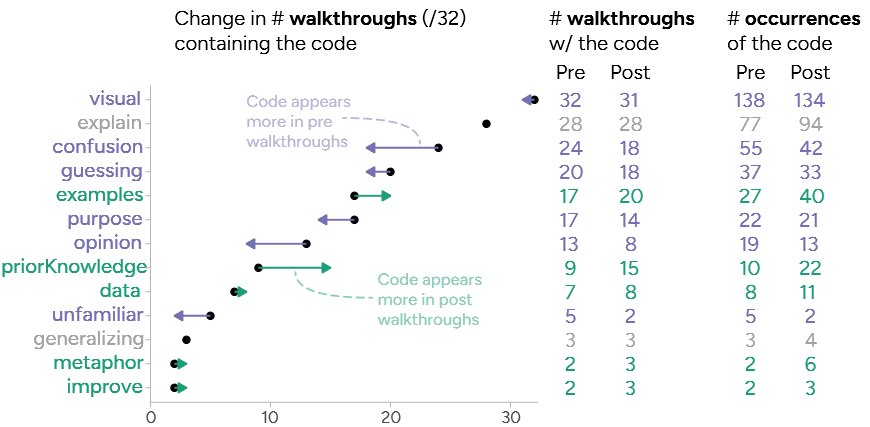 Change in # walkthroughs (/32)
containing the code
# walkthroughs
w/ the code
# occurrences
of the code
Pre Post Pre Post
visual 32 31 138 134
explain 28 28 77 94
confusion 24 18 55 42
guessing 20 18 37 33
examples 17 20 27 40
purpose 17 14 22 21
opinion 13 8 19 13
priorKnowledge 9 15 10 22
data 7 8 8 11
unfamiliar 5 2 5 2
generalizing 3 3 3 4
metaphor 2 3 2 6
improve 2 3 2 3
Code appears
more in pre
walkthroughs
Code appears
more in post
walkthroughs
0 10 20 30